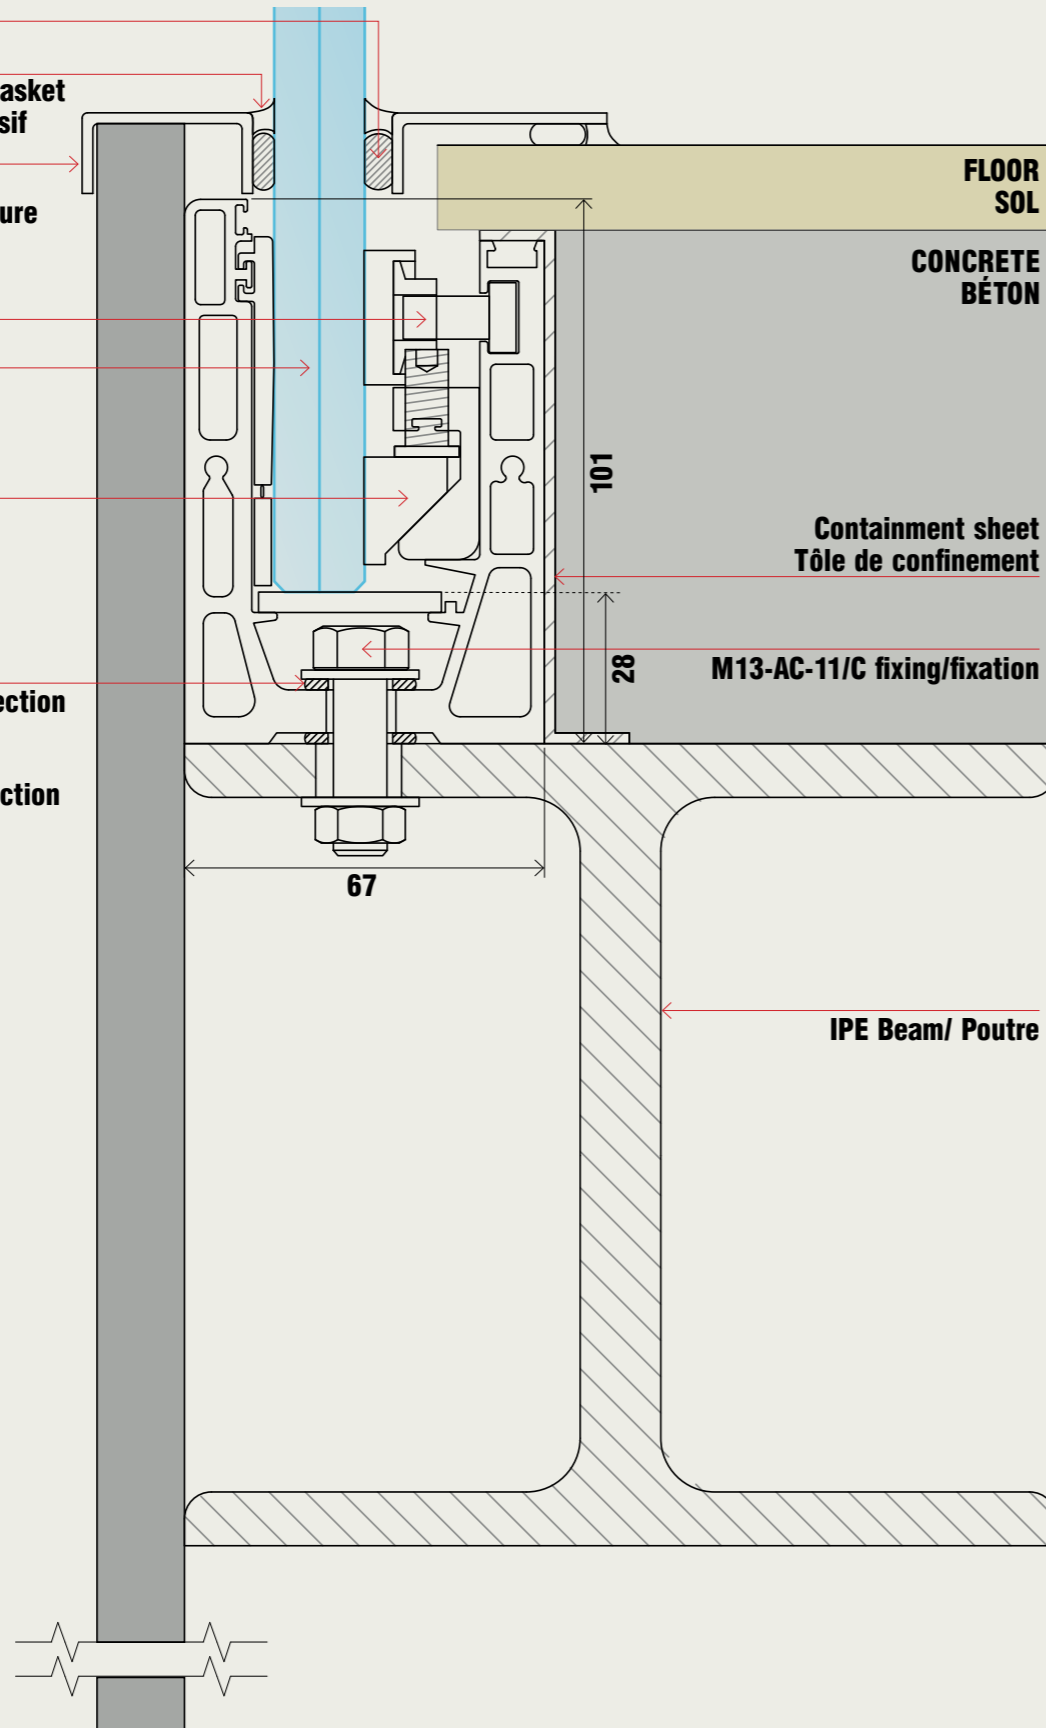 asket
sif
ure
ection
ction
FLOOR
SOL
CONCRETE
BÉTON
101
Containment sheet
Tôle de confinement
28
M13-AC-11/C fixing/fixation
67
IPE Beam/ Poutre